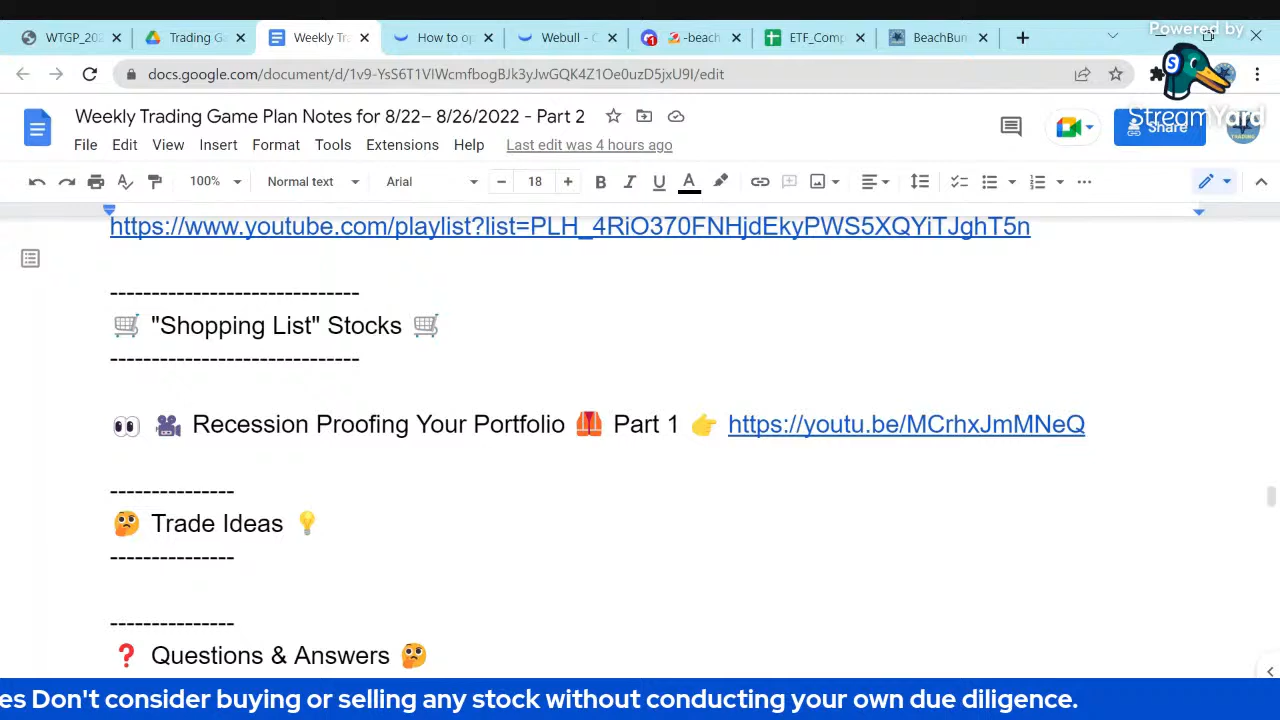 Powered by
WTGP_202
Trading Ga
Weekly Tra
How to op
Webull - C
-beach
ETF_Comp
BeachBum
docs.google.com/document/d/1v9-YsS6T1VIWcmfbogBJk3yJwGQK4Z1Oe0uzD5jxU9I/edit
S
StreamYard
Weekly Trading Game Plan Notes for 8/22– 8/26/2022 - Part 2
Share
File Edit View Insert Format Tools Extensions Help Last edit was 4 hours ago
100% Normal text Arial 18 B I U A
https://www.youtube.com/playlist?list=PLH_4RiO370FNHjdEkyPWS5XQYiTJghT5n
------------------------------
🛒 "Shopping List" Stocks 🛒
------------------------------
👀 🎥 Recession Proofing Your Portfolio 🦺 Part 1 👉 https://youtu.be/MCrhxJmMNeQ
---------------
🤔 Trade Ideas 💡
---------------
---------------
❓ Questions & Answers 🤔
es Don't consider buying or selling any stock without conducting your own due diligence.